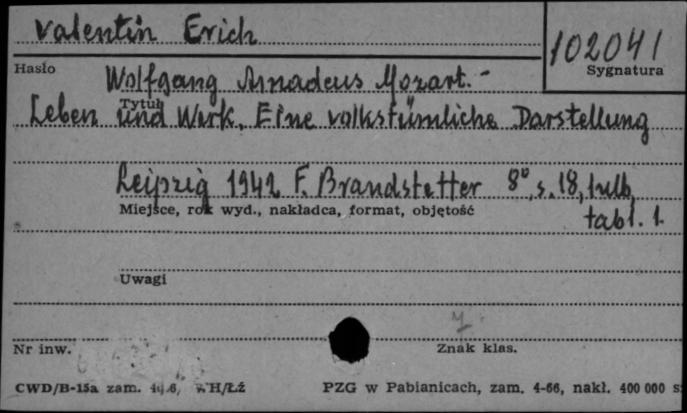 Valentin Erich
102041
Hasło
Sygnatura
Wolfgang Amadeus Mozart. -
Tytuł
Leben und Werk. Eine volkstümliche Darstellung
Leipzig 1941 F. Brandstetter 8°, s. 18,
Miejsce, rok wyd., nakładca, format, objętość
tabl. 1.
Uwagi
Nr inw.
Znak klas.
CWD/B-15a zam. H/Łź
PZG w Pabianicach, zam. 4-66, nakł. 400 000